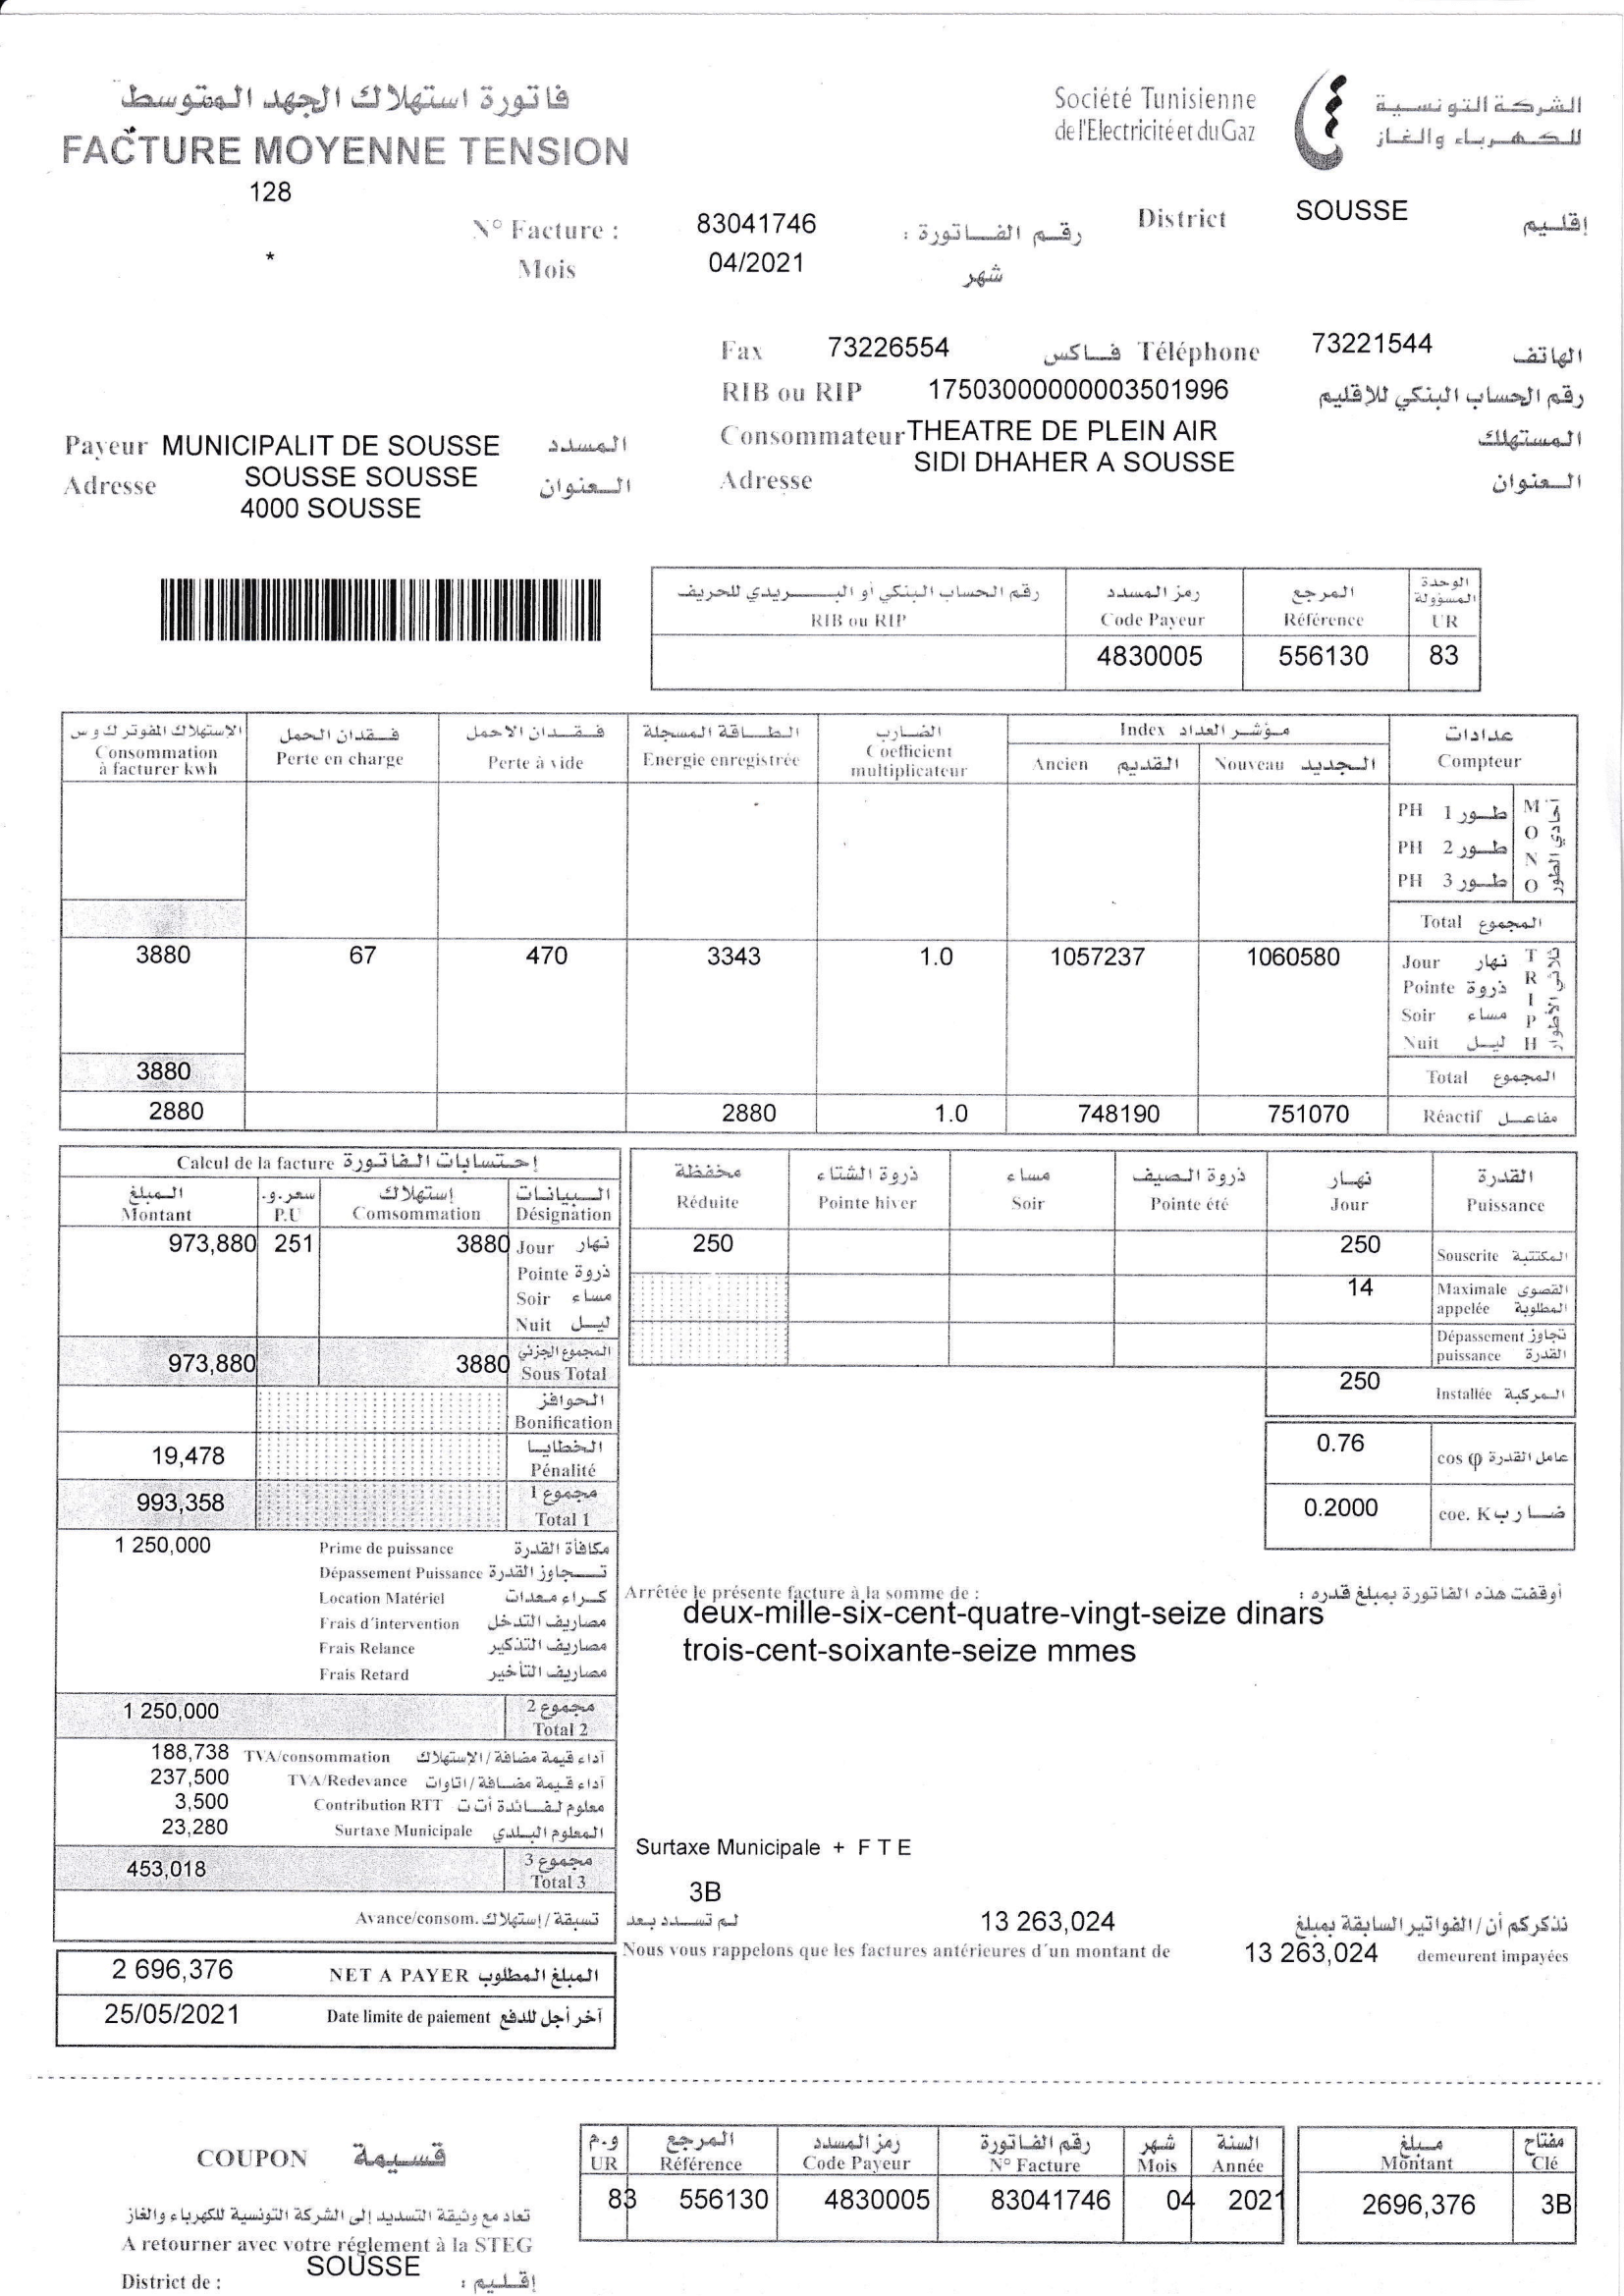 فاتورة استهلاك الجهد المتوسط
FACTURE MOYENNE TENSION
128
*
Société Tunisienne
de l'Electricité et du Gaz
الشركة التونسية
للكهرباء والغاز
N° Facture : 83041746 رقم الفاتورة :
Mois 04/2021 شهر
District SOUSSE إقليم
Fax 73226554 فاكس Téléphone 73221544 الهاتف
RIB ou RIP 17503000000003501996 رقم الحساب البنكي للإقليم
Payeur MUNICIPALIT DE SOUSSE المسدد
Adresse SOUSSE SOUSSE العنوان
4000 SOUSSE
Consommateur THEATRE DE PLEIN AIR المستهلك
SIDI DHAHER A SOUSSE
Adresse العنوان
رقم الحساب البنكي أو البريدي للحريف رمز المسدد المرجع الوحدة المسؤولة
RIB ou RIP Code Payeur Référence UR
4830005 556130 83
الإستهلاك المفوتر ك و س فقدان الحمل فقدان الاحمل الطاقة المسجلة الضارب مؤشر العداد Index عدادات
Consommation à facturer kwh Perte en charge Perte à vide Energie enregistrée Coefficient multiplicateur Ancien القديم Nouveau الجديد Compteur
PH 1 طور
PH 2 طور
PH 3 طور
MONO أحادي الطور
Total المجموع
3880 67 470 3343 1.0 1057237 1060580 Jour نهار
Pointe ذروة
Soir مساء
Nuit ليل
TRIPH ثلاثي الأطوار
3880 Total المجموع
2880 2880 1.0 748190 751070 Réactif مفاعل
Calcul de la facture إحتسابات الفاتورة
المبلغ سعر.و. إستهلاك البيانات
Montant P.U Comsommation Désignation
973,880 251 3880 Jour نهار
Pointe ذروة
Soir مساء
Nuit ليل
973,880 3880 المجموع الجزئي Sous Total
الحوافز Bonification
19,478 الخطايا Pénalité
993,358 مجموع 1 Total 1
1 250,000 Prime de puissance مكافأة القدرة
Dépassement Puissance تجاوز القدرة
Location Matériel كراء معدات
Frais d'intervention مصاريف التدخل
Frais Relance مصاريف التذكير
Frais Retard مصاريف التأخير
1 250,000 مجموع 2 Total 2
188,738 TVA/consommation أداء قيمة مضافة/الإستهلاك
237,500 TVA/Redevance أداء قيمة مضافة/اتاوات
3,500 Contribution RTT معلوم لفائدة أ ت ت
23,280 Surtaxe Municipale المعلوم البلدي
453,018 مجموع 3 Total 3
Avance/consom. تسبقة/إستهلاك
2 696,376 NET A PAYER المبلغ المطلوب
25/05/2021 Date limite de paiement آخر أجل للدفع
مخفظة ذروة الشتاء مساء ذروة الصيف نهار القدرة
Réduite Pointe hiver Soir Pointe été Jour Puissance
250 250 Souscrite المكتتبة
14 Maximale appelée القصوى المطلوبة
Dépassement puissance تجاوز القدرة
250 Installée المركبة
0.76 cos φ عامل القدرة
0.2000 coe. K ضارب
Arrêtée le présente facture à la somme de : أوقفت هذه الفاتورة بمبلغ قدره :
deux-mille-six-cent-quatre-vingt-seize dinars
trois-cent-soixante-seize mmes
Surtaxe Municipale + F T E
3B
لم تسدد بعد 13 263,024 نذكركم أن/الفواتير السابقة بمبلغ
Nous vous rappelons que les factures antérieures d'un montant de 13 263,024 demeurent impayées
COUPON قسيمة
تعاد مع وثيقة التسديد إلى الشركة التونسية للكهرباء والغاز
A retourner avec votre réglement à la STEG
District de : SOUSSE إقليم :
و.م المرجع رمز المسدد رقم الفاتورة شهر السنة
UR Référence Code Payeur N° Facture Mois Année
83 556130 4830005 83041746 04 2021
مبلغ مفتاح
Montant Clé
2696,376 3B